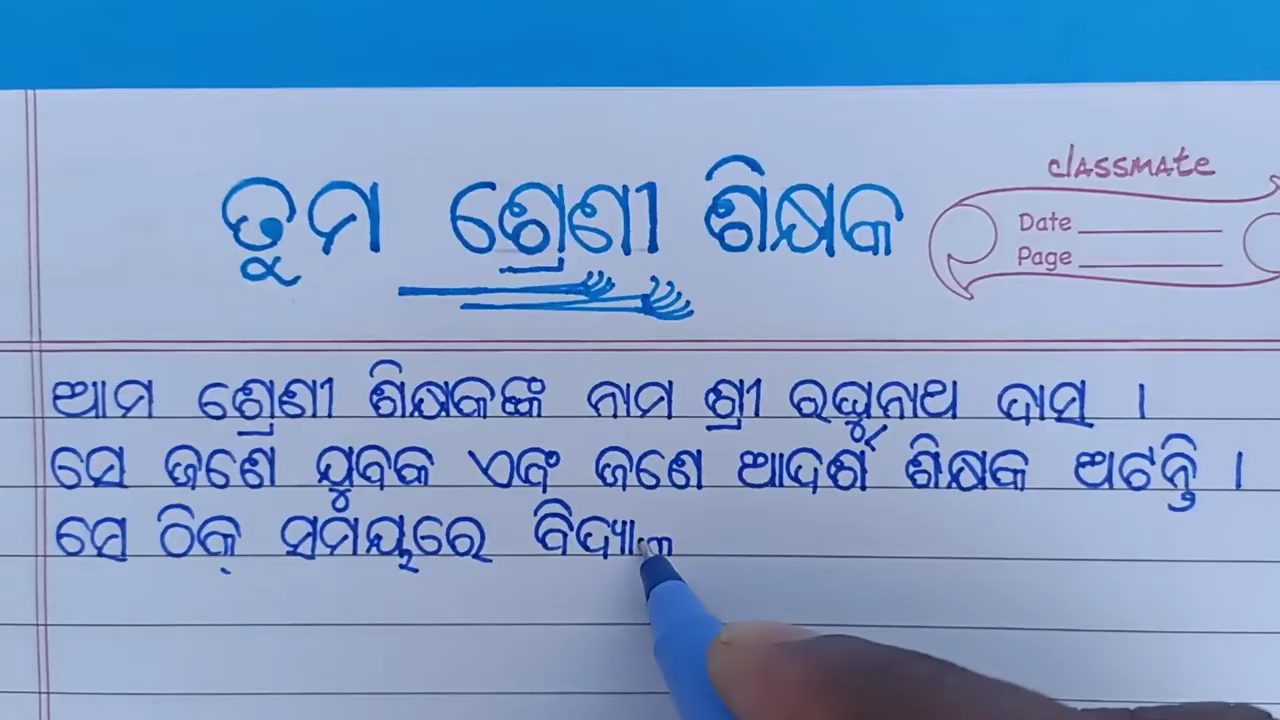 ତୁମ ଶ୍ରେଣୀ ଶିକ୍ଷକ
classmate
Date
Page
ଆମ ଶ୍ରେଣୀ ଶିକ୍ଷକଙ୍କ ନାମ ଶ୍ରୀ ରଘୁନାଥ ଦାସ ।
ସେ ଜଣେ ଯୁବକ ଏବଂ ଜଣେ ଆଦର୍ଶ ଶିକ୍ଷକ ଅଟନ୍ତି ।
ସେ ଠିକ୍ ସମୟରେ